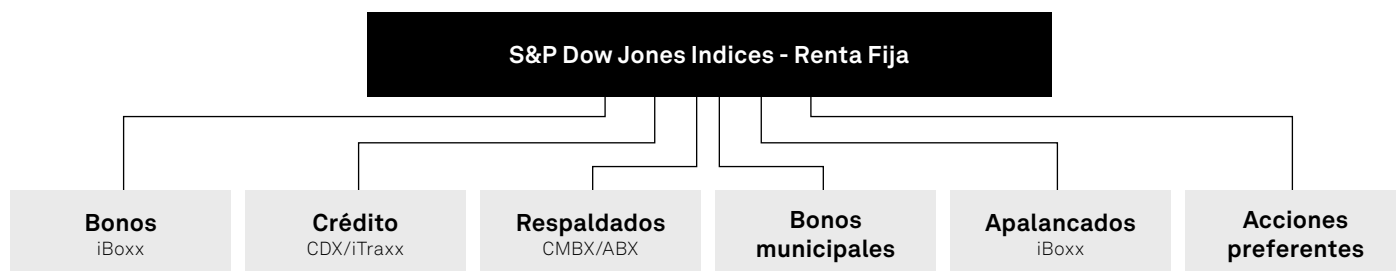 S&P Dow Jones Indices - Renta Fija
Bonos
iBoxx
Crédito
CDX/iTraxx
Respaldados
CMBX/ABX
Bonos
municipales
Apalancados
iBoxx
Acciones
preferentes